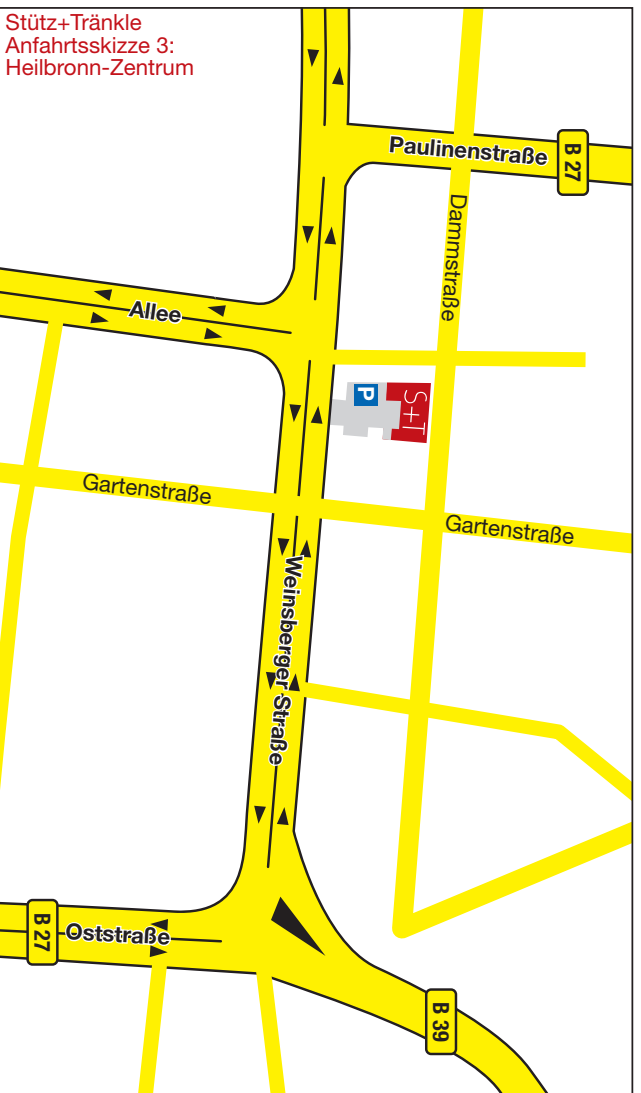 Stütz+Tränkle
Anfahrtsskizze 3:
Heilbronn-Zentrum
Paulinenstraße
B 27
Dammstraße
Allee
P
S+T
Gartenstraße
Gartenstraße
Weinsberger Straße
B 27
Oststraße
B 39